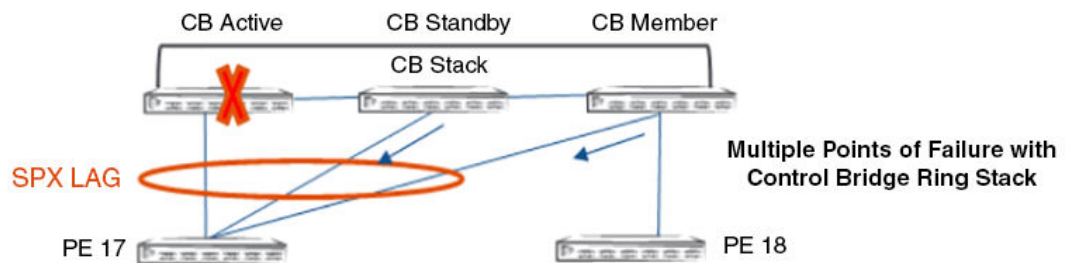 CB Active
CB Standby
CB Member
CB Stack
SPX LAG
Multiple Points of Failure with
Control Bridge Ring Stack
PE 17
PE 18